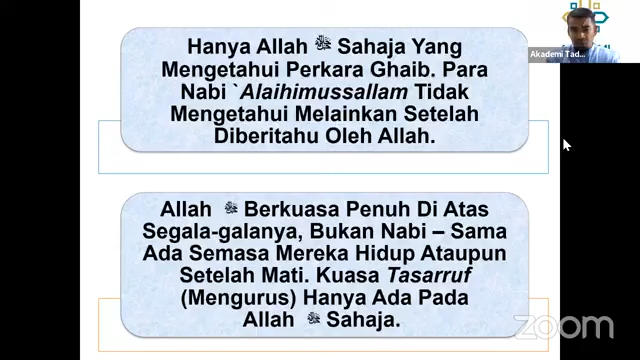 Hanya Allah ﷻ Sahaja Yang
Mengetahui Perkara Ghaib. Para
Nabi `Alaihimussallam Tidak
Mengetahui Melainkan Setelah
Diberitahu Oleh Allah.
Allah ﷻ Berkuasa Penuh Di Atas
Segala-galanya, Bukan Nabi – Sama
Ada Semasa Mereka Hidup Ataupun
Setelah Mati. Kuasa Tasarruf
(Mengurus) Hanya Ada Pada
Allah ﷻ Sahaja.
Akademi Tad...
zoom